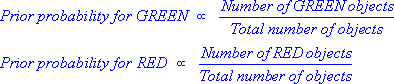 Prior probability for GREEN ∝ Number of GREEN objects
Total number of objects
Prior probability for RED ∝ Number of RED objects
Total number of objects